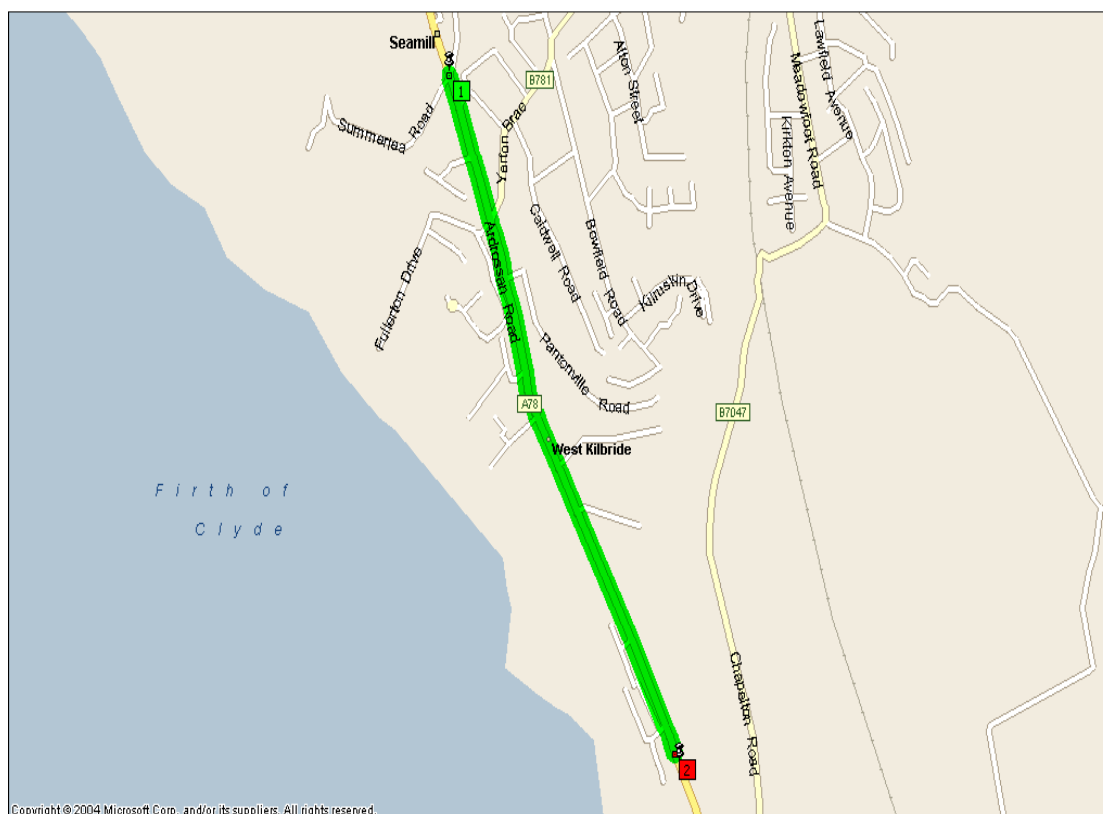 Seamill
1
Summerlea Road
B781
Yerton Brae
Afton Street
Meadowfoot Road
Lawfield Avenue
Kirkton Avenue
Ardrossan Road
Caldwell Road
Bowfield Road
Kilrustin Drive
Fullerton Drive
Pantonville Road
A78
B7047
West Kilbride
Firth of
Clyde
Chapelton Road
2
Copyright © 2004 Microsoft Corp. and/or its suppliers. All rights reserved.